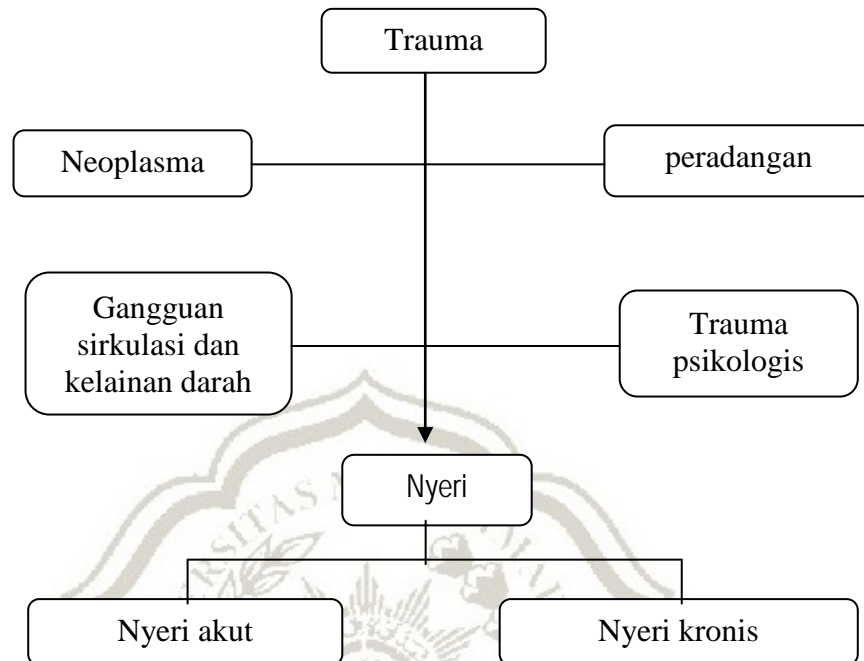 Trauma
Neoplasma
peradangan
Gangguan
sirkulasi dan
kelainan darah
Trauma
psikologis
Nyeri
Nyeri akut
Nyeri kronis